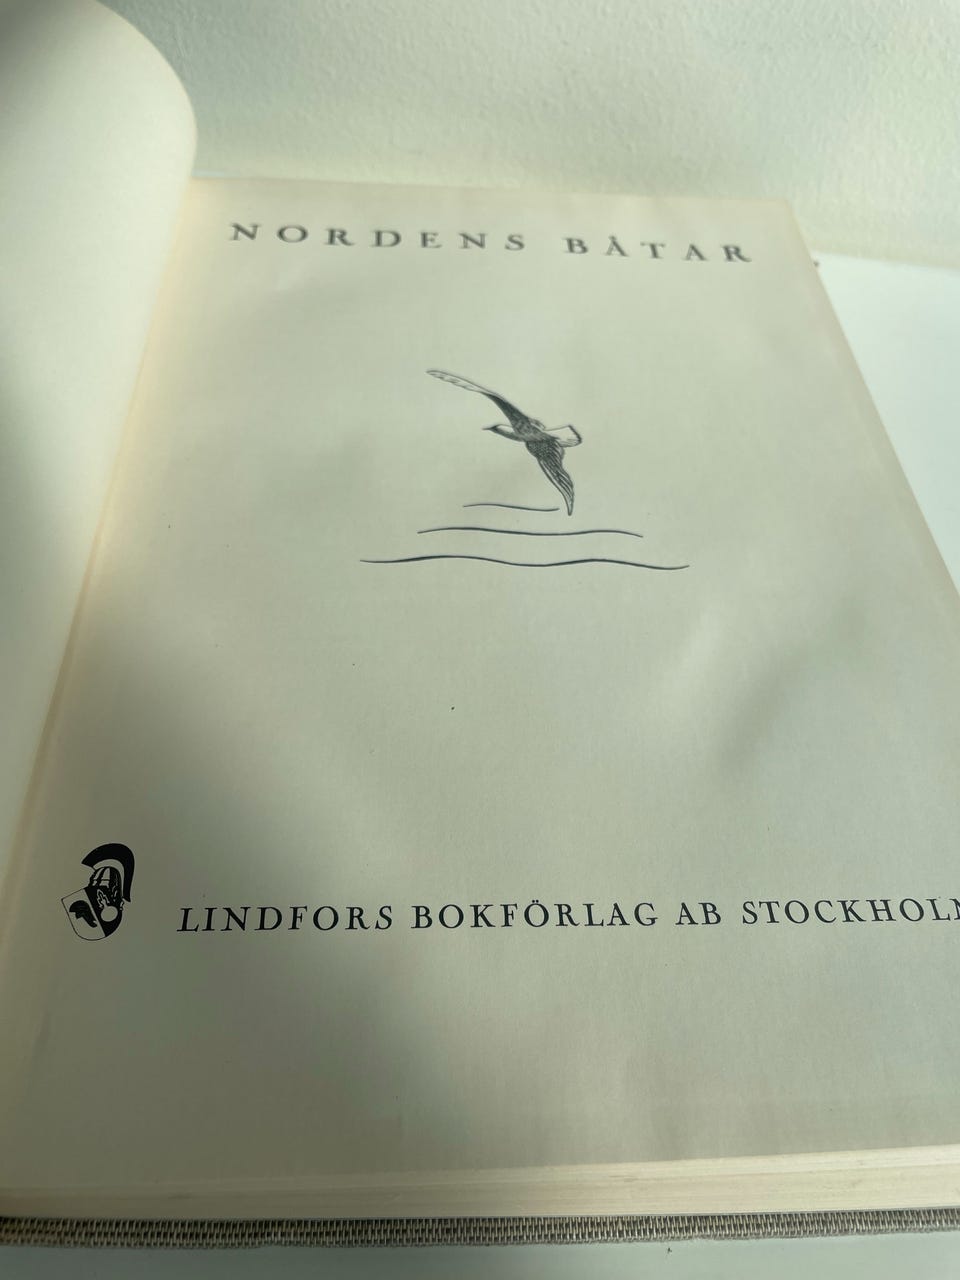 NORDENS BÅTAR
LINDFORS BOKFÖRLAG AB STOCKHOLM